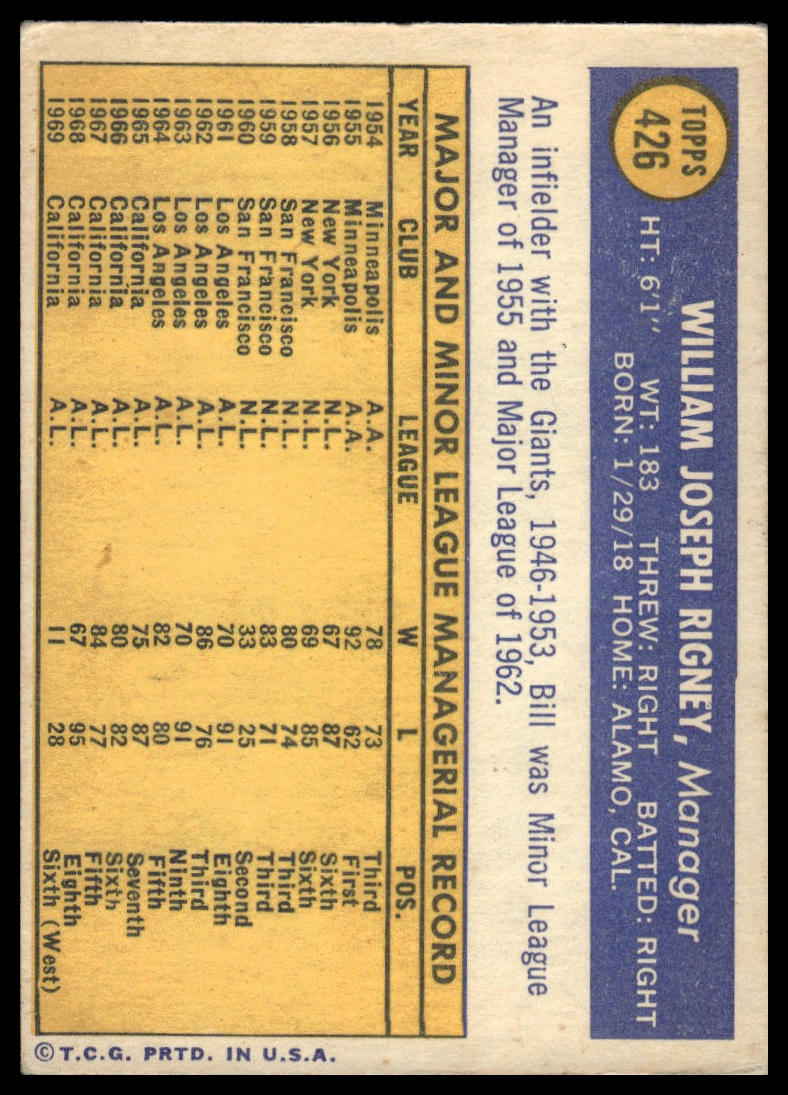 TOPPS
426
WILLIAM JOSEPH RIGNEY, Manager
HT: 6'1" WT: 183 THREW: RIGHT BATTED: RIGHT
BORN: 1/29/18 HOME: ALAMO, CAL.
An infielder with the Giants, 1946-1953, Bill was Minor League
Manager of 1955 and Major League of 1962.
MAJOR AND MINOR LEAGUE MANAGERIAL RECORD
YEAR CLUB LEAGUE W L POS.
1954 Minneapolis A.A. 78 73 Third
1955 Minneapolis A.A. 92 62 First
1956 New York N.L. 67 87 Sixth
1957 New York N.L. 69 85 Sixth
1958 San Francisco N.L. 80 74 Third
1959 San Francisco N.L. 83 71 Third
1960 San Francisco N.L. 33 25 Second
1961 Los Angeles A.L. 70 91 Eighth
1962 Los Angeles A.L. 86 76 Third
1963 Los Angeles A.L. 70 91 Ninth
1964 Los Angeles A.L. 82 80 Fifth
1965 California A.L. 75 87 Seventh
1966 California A.L. 80 82 Sixth
1967 California A.L. 84 77 Fifth
1968 California A.L. 67 95 Eighth
1969 California A.L. 11 28 Sixth (West)
© T.C.G. PRTD. IN U.S.A.